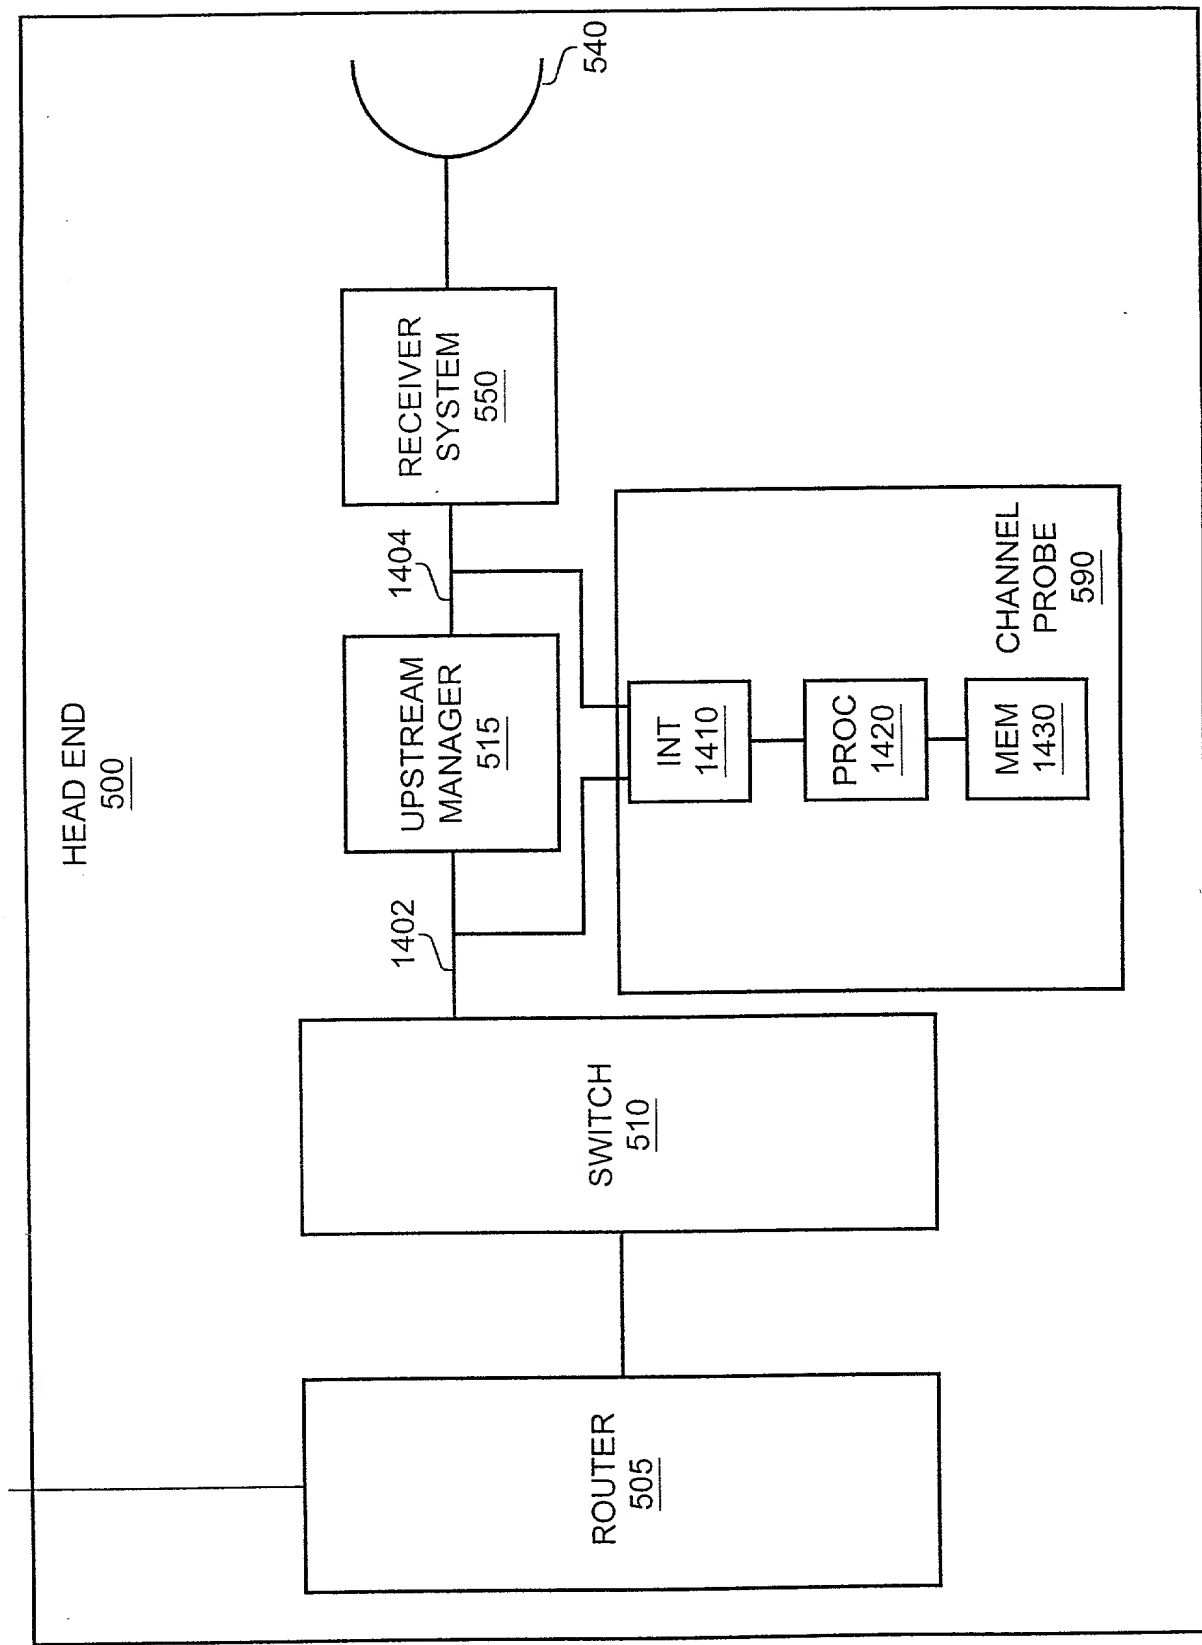 HEAD END
500
540
RECEIVER
SYSTEM
550
1404
UPSTREAM
MANAGER
515
1402
SWITCH
510
ROUTER
505
INT
1410
PROC
1420
MEM
1430
CHANNEL
PROBE
590